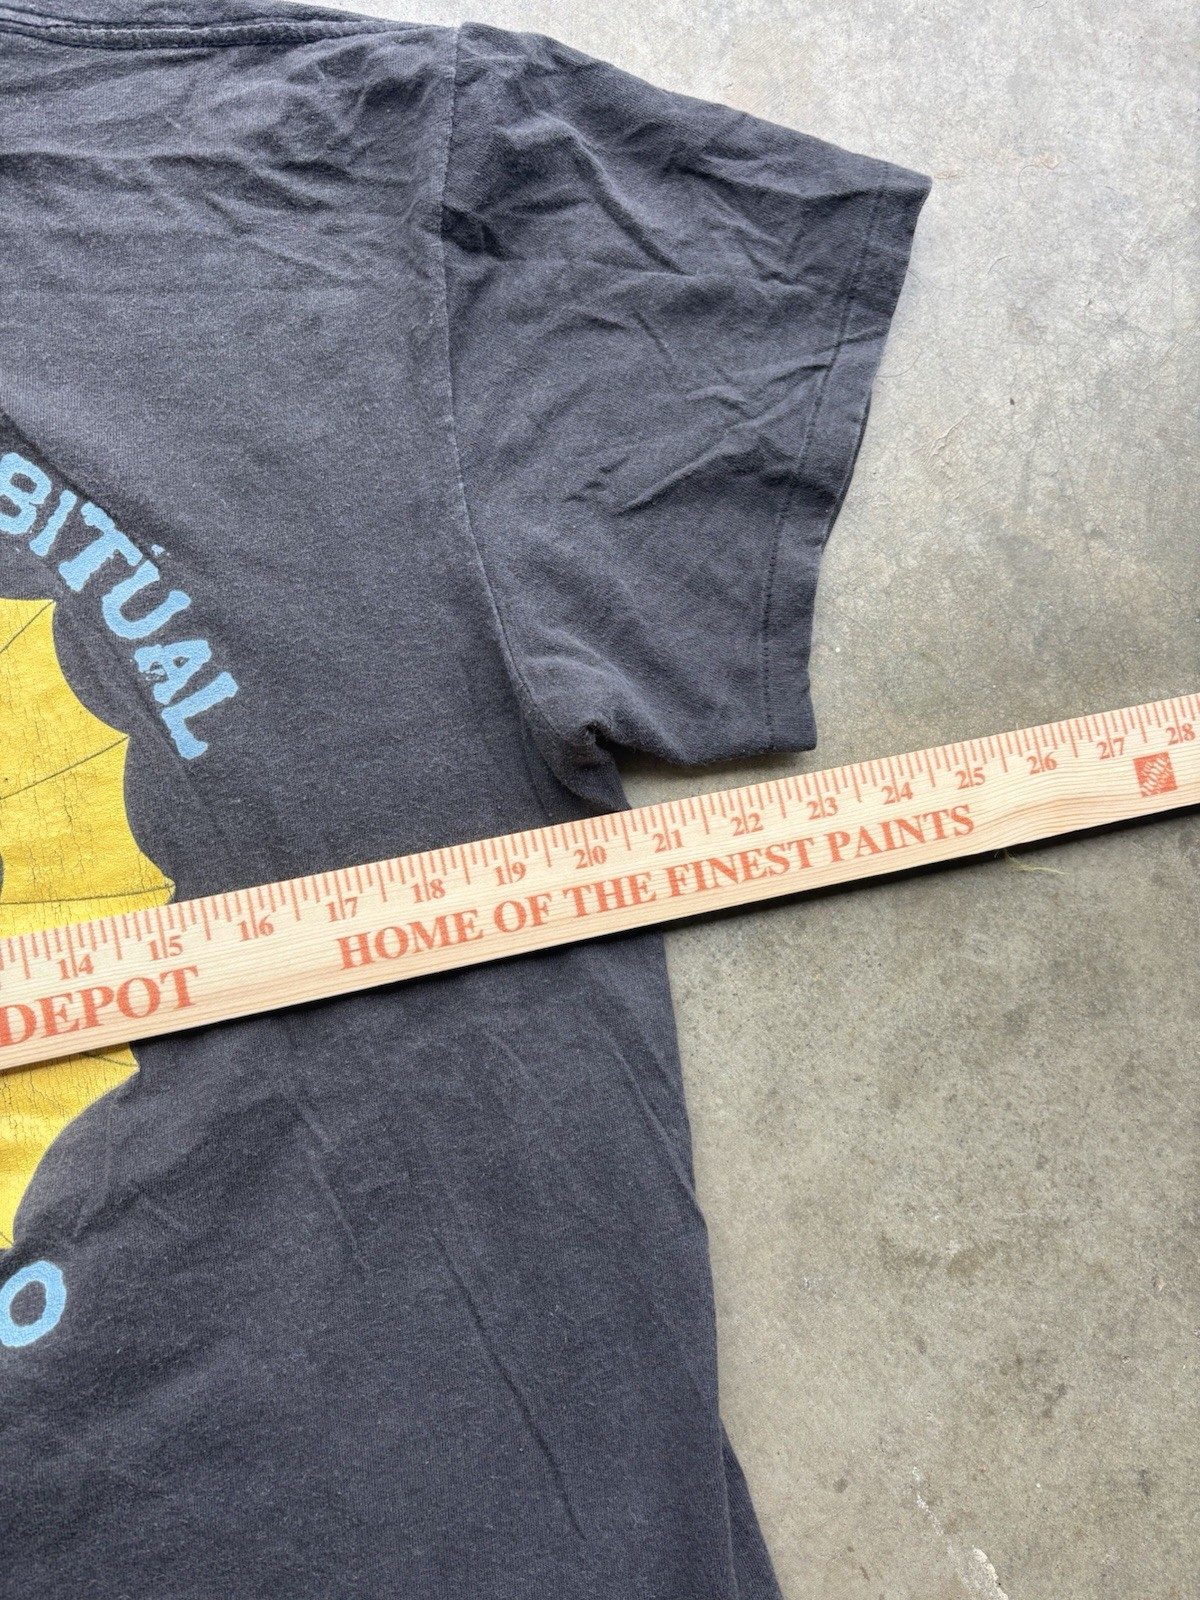 BITUAL
14 15 16 17 18 19 20 21 22 23 24 25 26 27 28
DEPOT HOME OF THE FINEST PAINTS
O